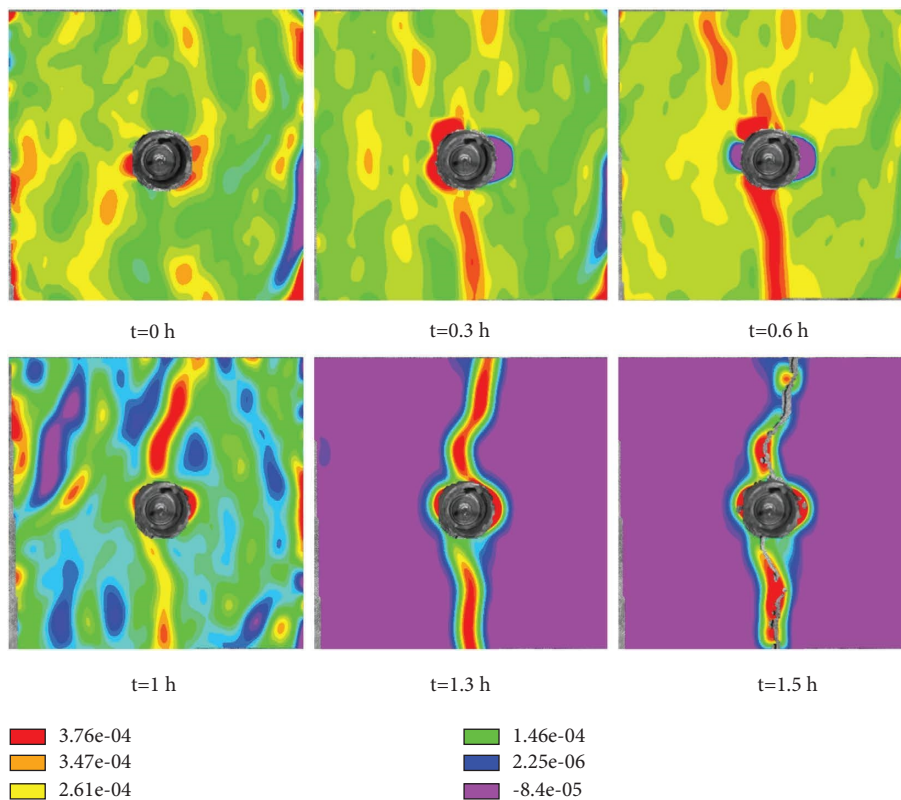 t=0 h
t=0.3 h
t=0.6 h
t=1 h
t=1.3 h
t=1.5 h
3.76e-04
3.47e-04
2.61e-04
1.46e-04
2.25e-06
-8.4e-05